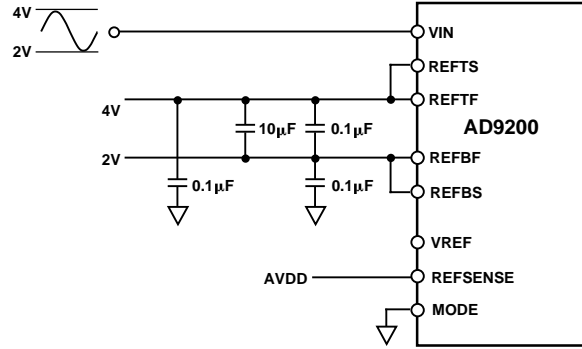 4V
2V
VIN
REFTS
REFTF
4V
10μF
0.1μF
AD9200
2V
REFBF
0.1μF
0.1μF
REFBS
VREF
AVDD
REFSENSE
MODE